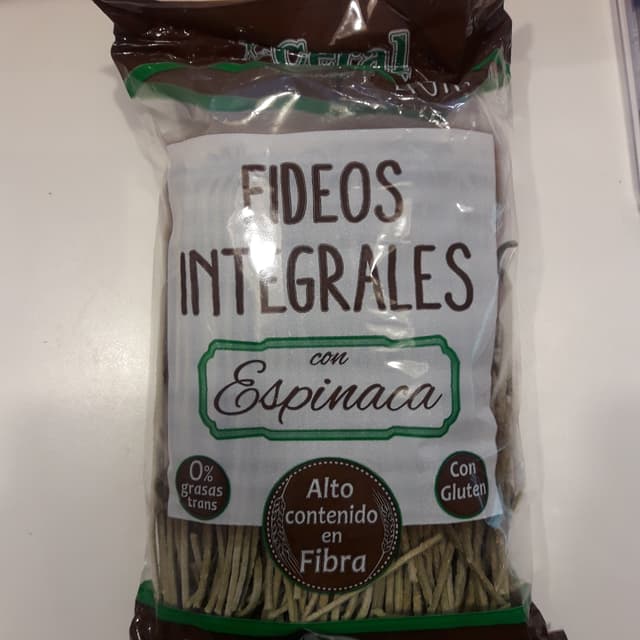 FIDEOS
INTEGRALES
con
Espinaca
0%
grasas
trans
Alto
contenido
en
Fibra
Con
Gluten